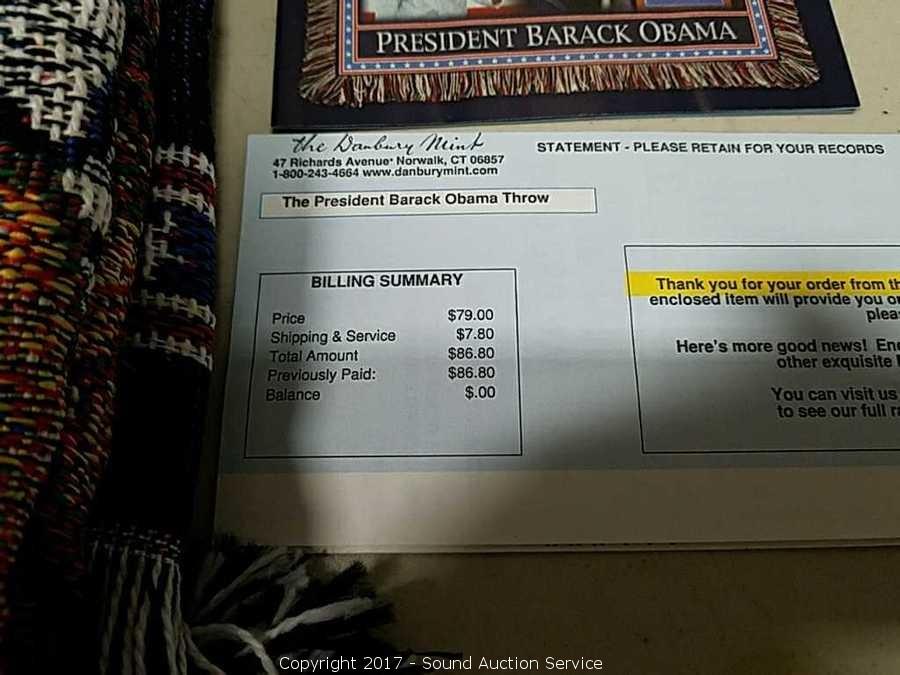 PRESIDENT BARACK OBAMA
The Danbury Mint
47 Richards Avenue• Norwalk, CT 06857
1-800-243-4664 www.danburymint.com
STATEMENT - PLEASE RETAIN FOR YOUR RECORDS
The President Barack Obama Throw
BILLING SUMMARY
Price $79.00
Shipping & Service $7.80
Total Amount $86.80
Previously Paid: $86.80
Balance $.00
Thank you for your order from
enclosed item will provide you
Here's more good news!
other exquisite
You can visit us
to see our full
Copyright 2017 - Sound Auction Service